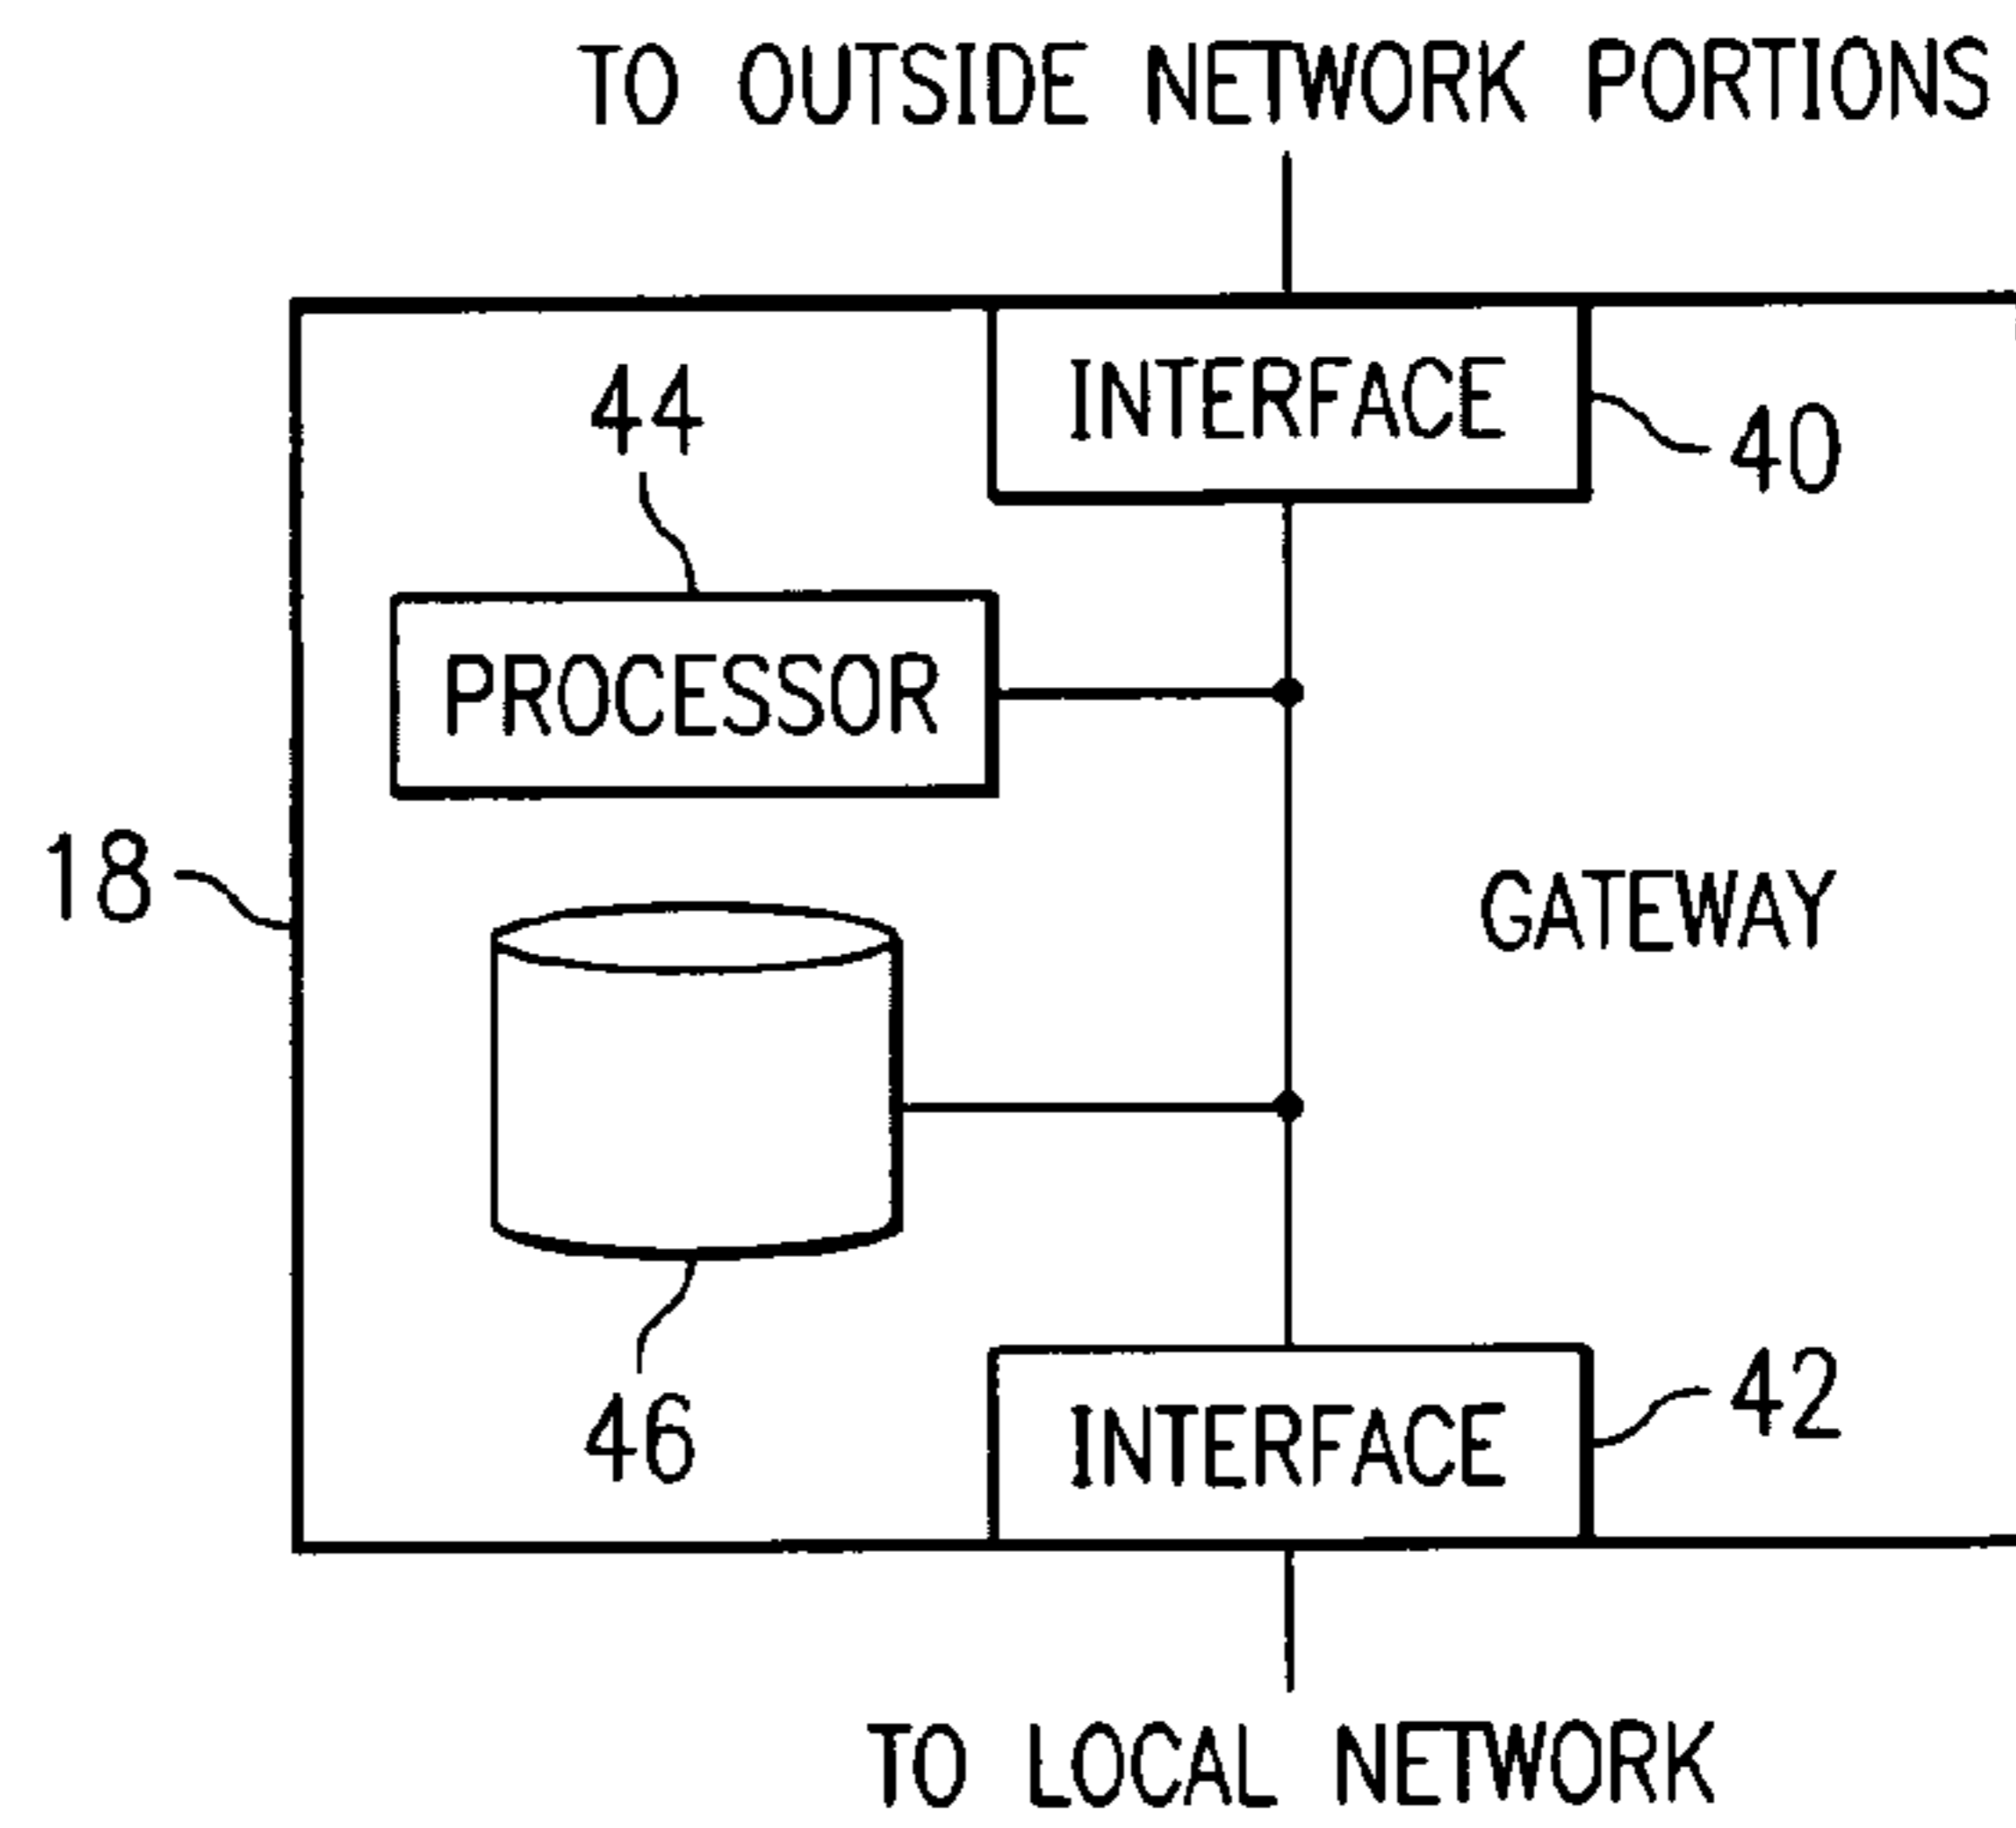 TO OUTSIDE NETWORK PORTIONS
INTERFACE
44
40
PROCESSOR
18
GATEWAY
46
INTERFACE
42
TO LOCAL NETWORK